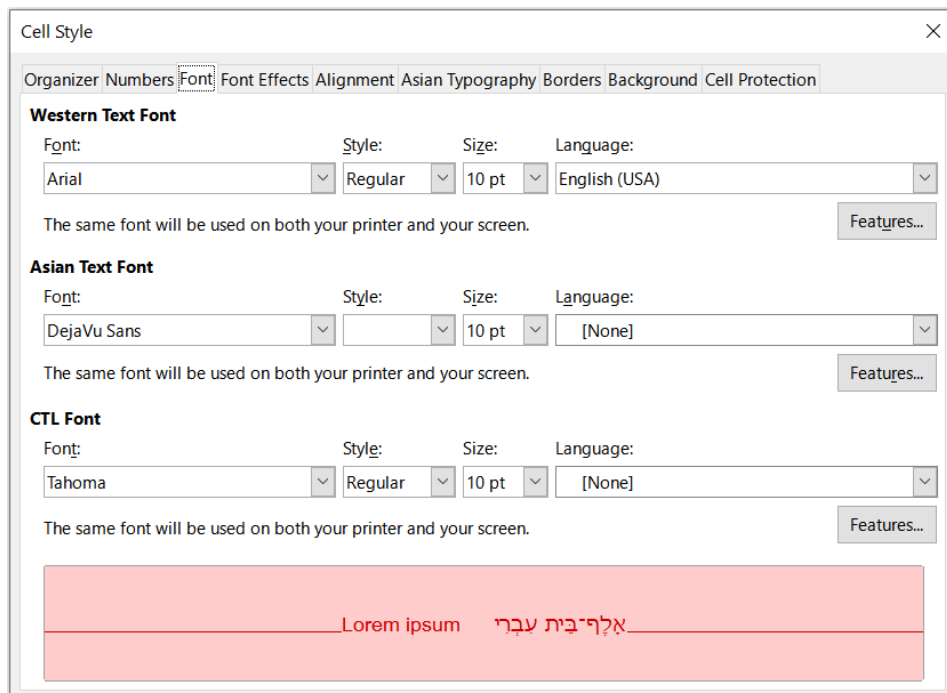 Cell Style
Organizer Numbers Font Font Effects Alignment Asian Typography Borders Background Cell Protection
Western Text Font
Font: Style: Size: Language:
Arial Regular 10 pt English (USA)
The same font will be used on both your printer and your screen. Features...
Asian Text Font
Font: Style: Size: Language:
DejaVu Sans 10 pt [None]
The same font will be used on both your printer and your screen. Features...
CTL Font
Font: Style: Size: Language:
Tahoma Regular 10 pt [None]
The same font will be used on both your printer and your screen. Features...
Lorem ipsum אָלֶף־בֵּית עִבְרִי